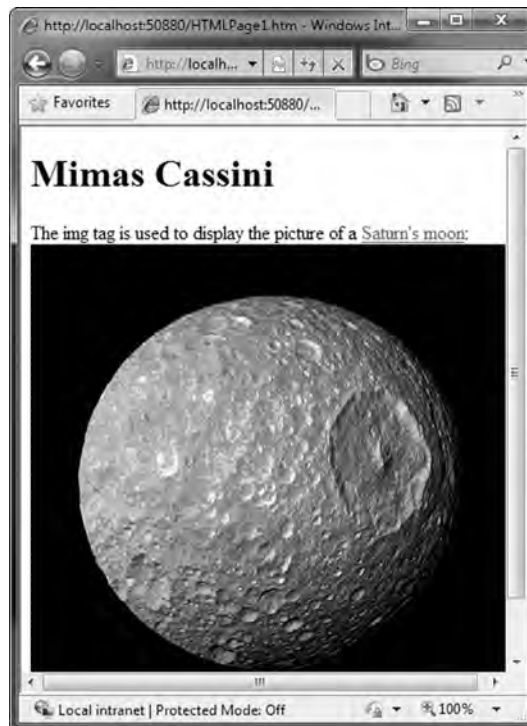 http://localhost:50880/HTMLPage1.htm - Windows Int...
http://localh...
Bing
Favorites
http://localhost:50880/...
Mimas Cassini
The img tag is used to display the picture of a Saturn's moon:
Local intranet | Protected Mode: Off
100%